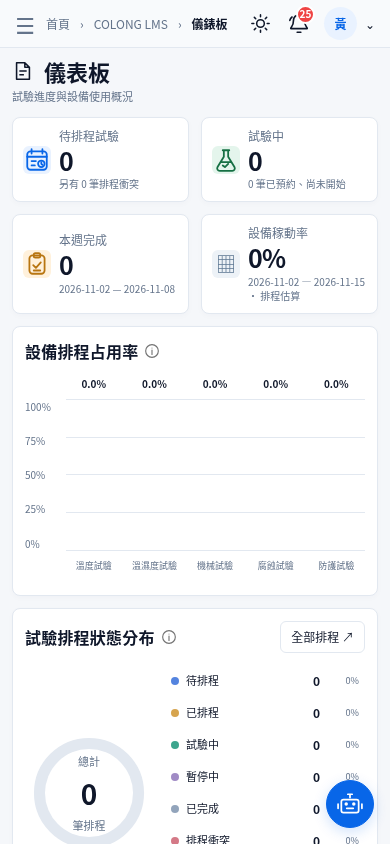 首頁 › COLONG LMS › 儀錶板
25
黃
儀表板
試驗進度與設備使用概況
待排程試驗
0
另有 0 筆排程衝突
試驗中
0
0 筆已預約、尚未開始
本週完成
0
2026-11-02 — 2026-11-08
設備稼動率
0%
2026-11-02 — 2026-11-15
• 排程估算
設備排程占用率
0.0% 0.0% 0.0% 0.0% 0.0%
100%
75%
50%
25%
0%
溫度試驗 溫濕度試驗 機械試驗 腐蝕試驗 防護試驗
試驗排程狀態分布
全部排程 ↗
總計
0
筆排程
待排程 0 0%
已排程 0 0%
試驗中 0 0%
暫停中 0 0%
已完成 0
排程衝突 0 0%